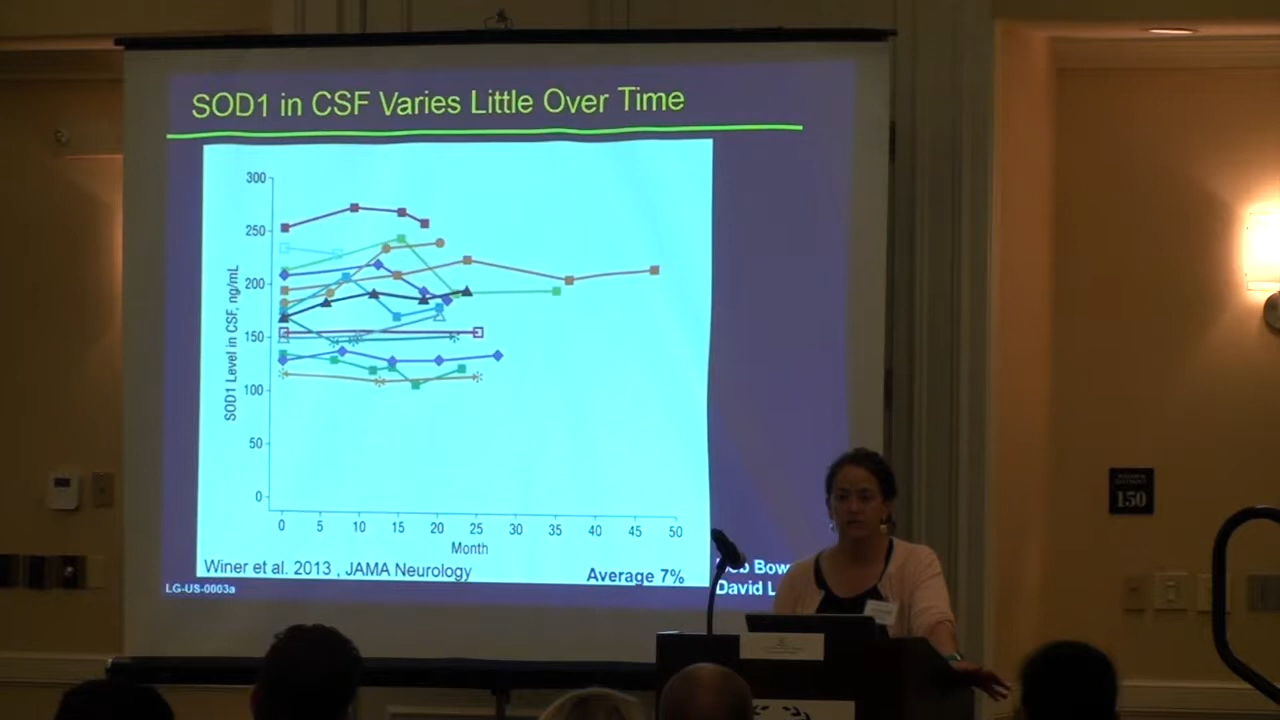 SOD1 in CSF Varies Little Over Time
300
250
200
150
100
50
0
SOD1 Level in CSF, ng/mL
0 5 10 15 20 25 30 35 40 45 50
Month
Winer et al. 2013 , JAMA Neurology
Average 7%
LG-US-0003a
Bow
David L
150